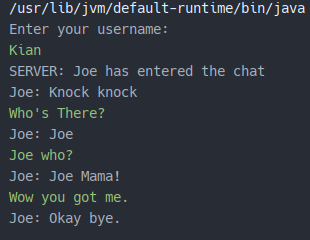 /usr/lib/jvm/default-runtime/bin/java
Enter your username:
Kian
SERVER: Joe has entered the chat
Joe: Knock knock
Who's There?
Joe: Joe
Joe who?
Joe: Joe Mama!
Wow you got me.
Joe: Okay bye.